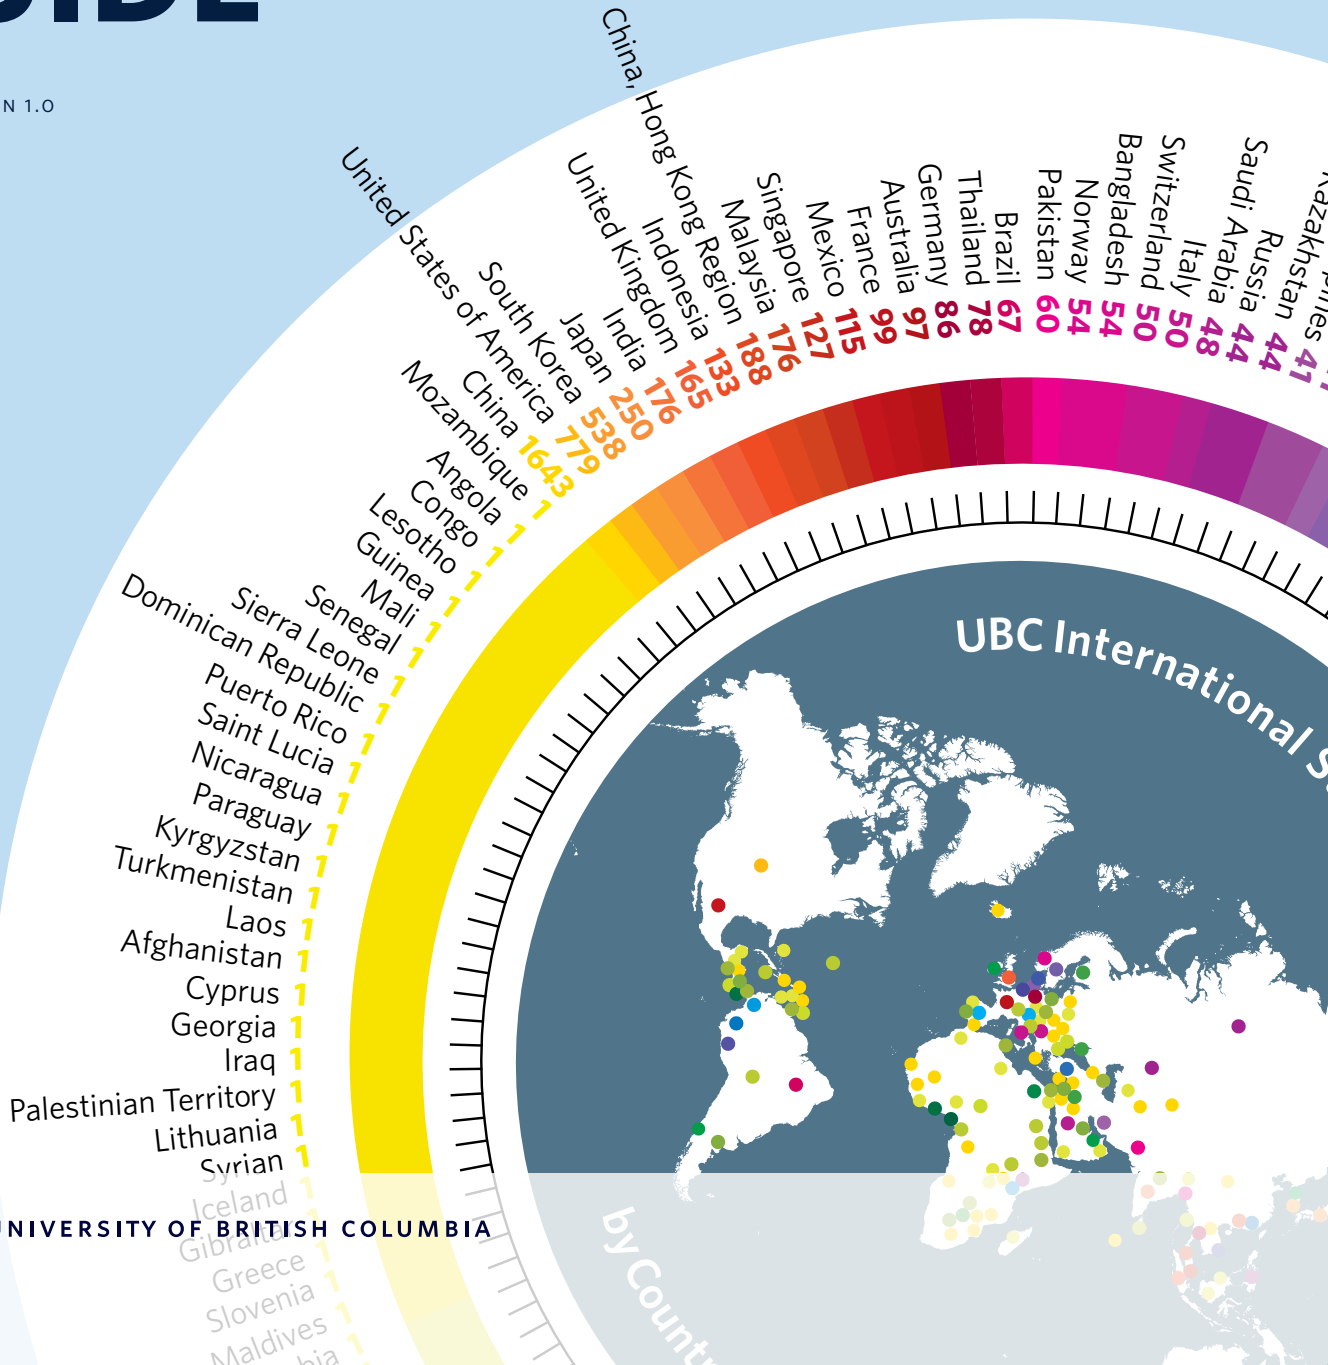 IDE
N 1.0
Kazakhstan 44
Russia 44
Saudi Arabia 48
Italy 50
Switzerland 50
Bangladesh 54
Norway 54
Pakistan 60
Brazil 67
Thailand 78
Germany 86
Australia 97
France 99
Mexico 115
Singapore 127
Malaysia 176
China, Hong Kong Region 188
Indonesia 133
United Kingdom 165
India 176
Japan 250
South Korea 538
United States of America 779
China 1643
Mozambique 1
Angola 1
Congo 1
Lesotho 1
Guinea 1
Mali 1
Senegal 1
Sierra Leone 1
Dominican Republic 1
Puerto Rico 1
Saint Lucia 1
Nicaragua 1
Paraguay 1
Kyrgyzstan 1
Turkmenistan 1
Laos 1
Afghanistan 1
Cyprus 1
Georgia 1
Iraq 1
Palestinian Territory 1
Lithuania 1
Syrian 1
Iceland 1
Gibraltar 1
Greece 1
Slovenia 1
Maldives 1
UBC International
by Countr
UNIVERSITY OF BRITISH COLUMBIA